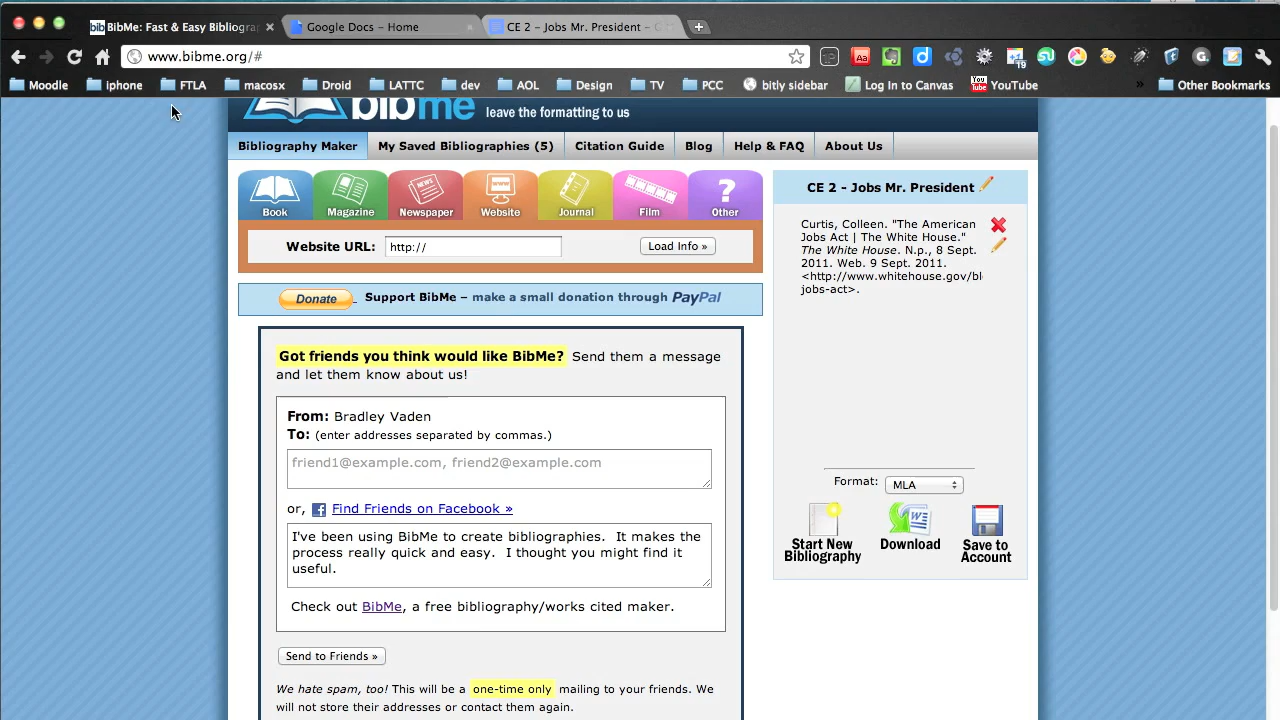 BibMe: Fast & Easy Bibliogra
Google Docs - Home
CE 2 - Jobs Mr. President -
www.bibme.org/#
Aa
19
Moodle
iphone
FTLA
macosx
Droid
LATTC
dev
AOL
Design
TV
PCC
bitly sidebar
Log In to Canvas
YouTube
»
Other Bookmarks
bibme leave the formatting to us
Bibliography Maker
My Saved Bibliographies (5)
Citation Guide
Blog
Help & FAQ
About Us
Book
Magazine
Newspaper
Website
Journal
Film
Other
Website URL: http://
Load Info »
Donate Support BibMe – make a small donation through PayPal
Got friends you think would like BibMe? Send them a message
and let them know about us!
From: Bradley Vaden
To: (enter addresses separated by commas.)
friend1@example.com, friend2@example.com
or, Find Friends on Facebook »
I've been using BibMe to create bibliographies. It makes the
process really quick and easy. I thought you might find it
useful.
Check out BibMe, a free bibliography/works cited maker.
Send to Friends »
We hate spam, too! This will be a one-time only mailing to your friends. We
will not store their addresses or contact them again.
CE 2 - Jobs Mr. President
Curtis, Colleen. "The American
Jobs Act | The White House."
The White House. N.p., 8 Sept.
2011. Web. 9 Sept. 2011.
<http://www.whitehouse.gov/bl
jobs-act>.
Format: MLA
Start New
Bibliography
Download
Save to
Account